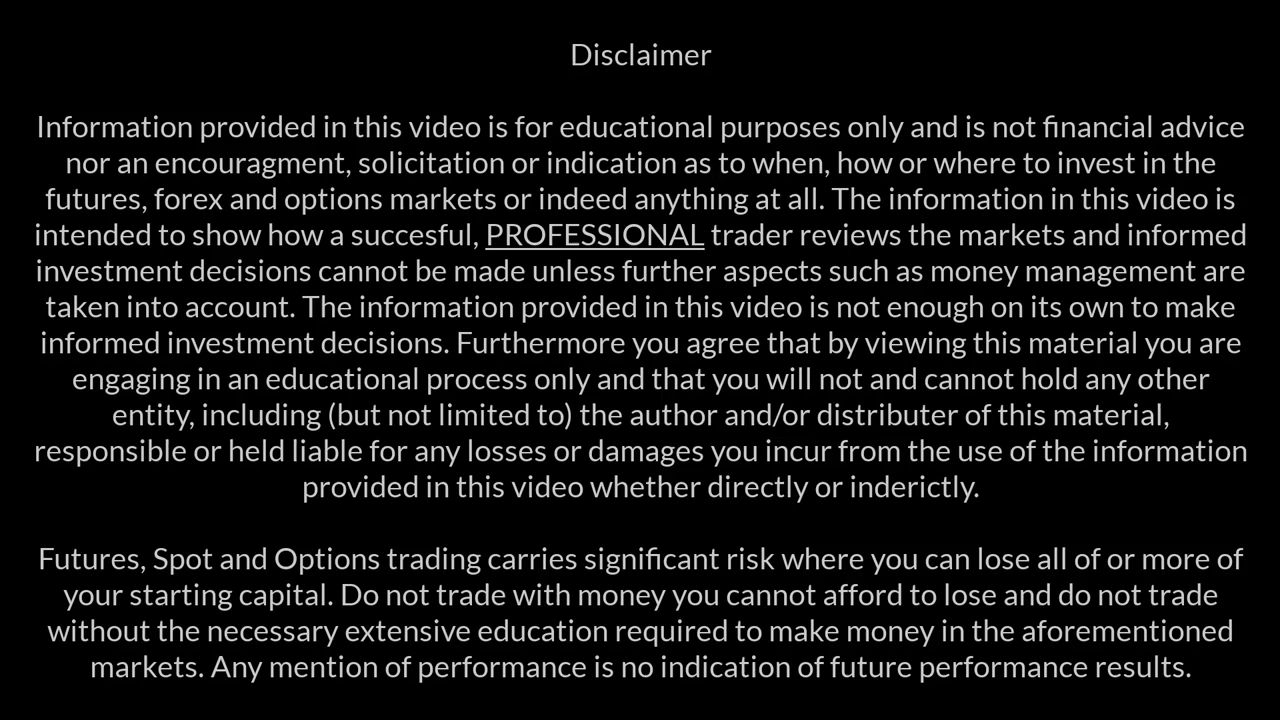 Disclaimer
Information provided in this video is for educational purposes only and is not financial advice
nor an encouragment, solicitation or indication as to when, how or where to invest in the
futures, forex and options markets or indeed anything at all. The information in this video is
intended to show how a succesful, PROFESSIONAL trader reviews the markets and informed
investment decisions cannot be made unless further aspects such as money management are
taken into account. The information provided in this video is not enough on its own to make
informed investment decisions. Furthermore you agree that by viewing this material you are
engaging in an educational process only and that you will not and cannot hold any other
entity, including (but not limited to) the author and/or distributer of this material,
responsible or held liable for any losses or damages you incur from the use of the information
provided in this video whether directly or inderictly.
Futures, Spot and Options trading carries significant risk where you can lose all of or more of
your starting capital. Do not trade with money you cannot afford to lose and do not trade
without the necessary extensive education required to make money in the aforementioned
markets. Any mention of performance is no indication of future performance results.